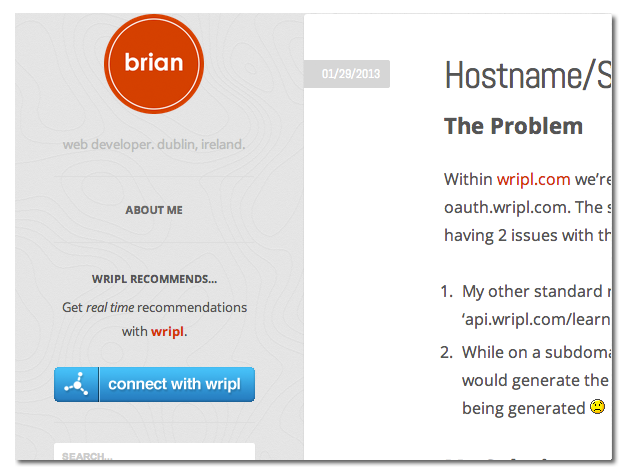 brian
web developer. dublin, ireland.
ABOUT ME
WRIPL RECOMMENDS...
Get real time recommendations
with wripl.
connect with wripl
SEARCH...
01/29/2013
Hostname/S
The Problem
Within wripl.com we're
oauth.wripl.com. The s
having 2 issues with th
1. My other standard r
'api.wripl.com/learn
2. While on a subdoma
would generate the
being generated